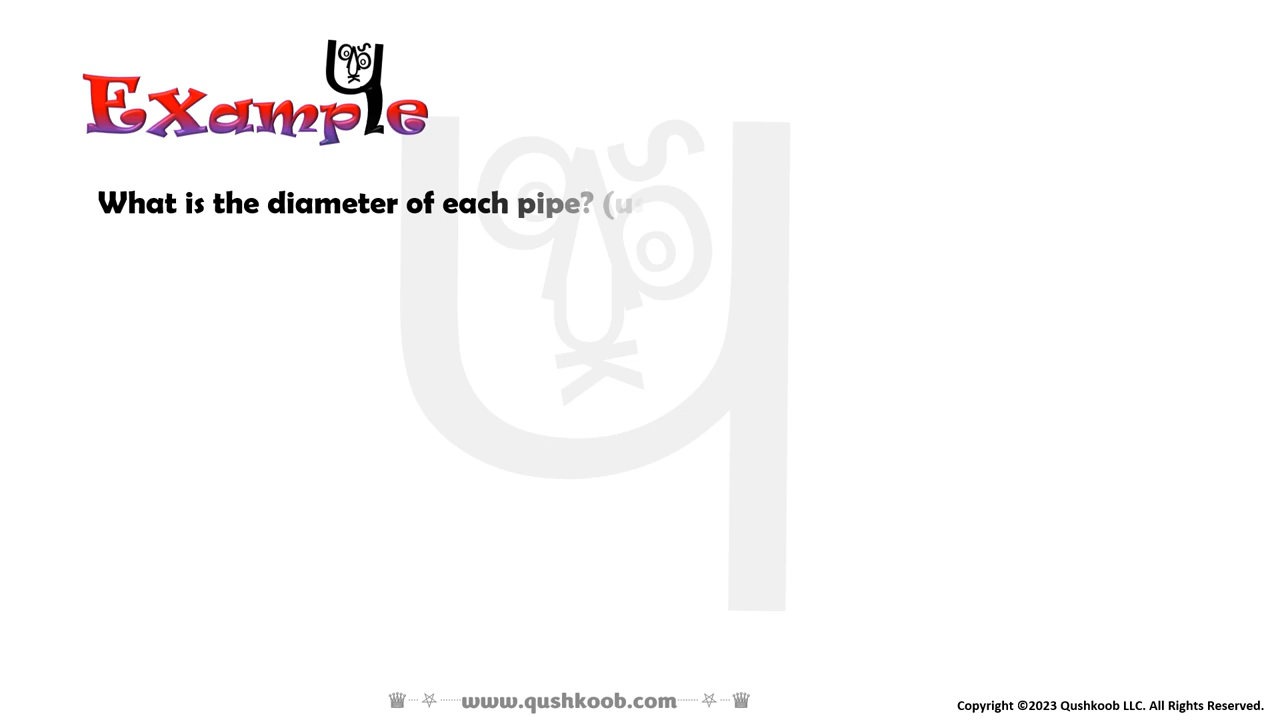 Example
What is the diameter of each pipe? (u
www.qushkoob.com
Copyright ©2023 Qushkoob LLC. All Rights Reserved.